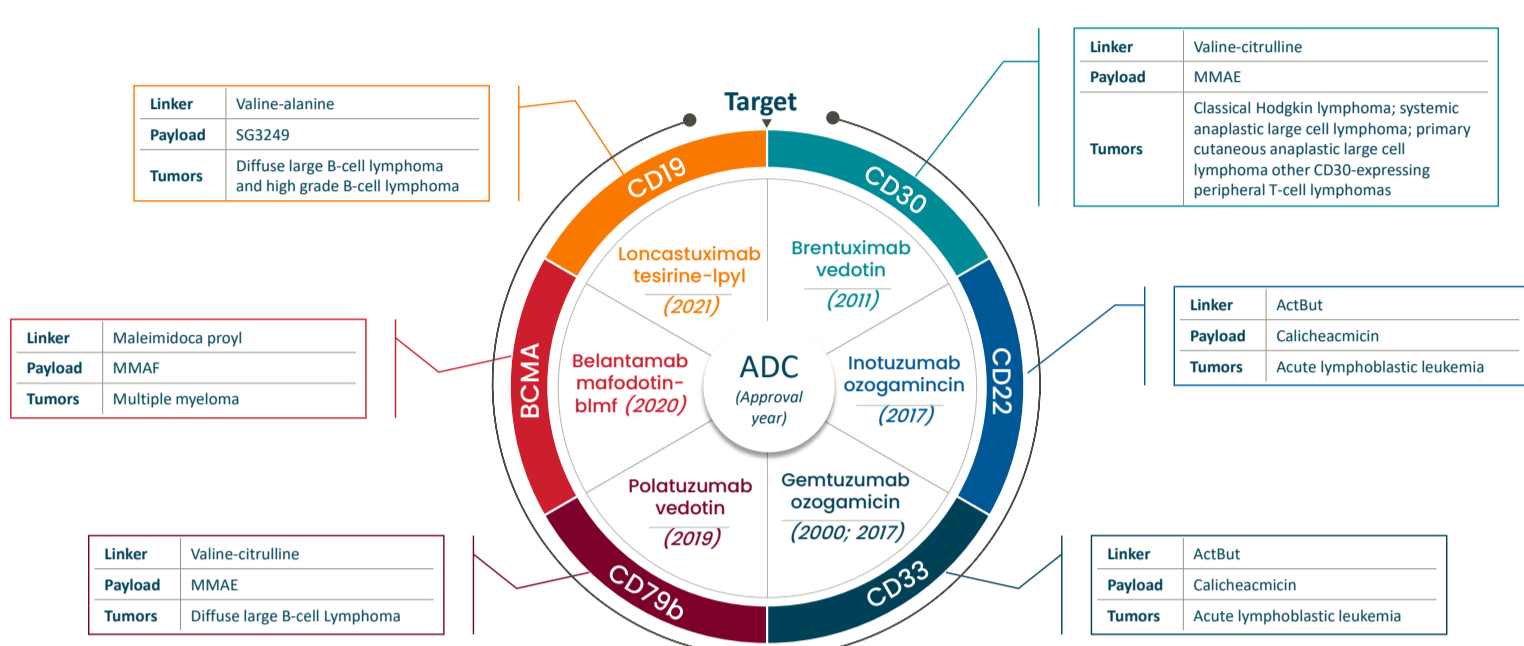 Target
Linker Valine-alanine
Payload SG3249
Tumors Diffuse large B-cell lymphoma
and high grade B-cell lymphoma
Linker Valine-citrulline
Payload MMAE
Tumors Classical Hodgkin lymphoma; systemic
anaplastic large cell lymphoma; primary
cutaneous anaplastic large cell
lymphoma other CD30-expressing
peripheral T-cell lymphomas
CD19
CD30
Loncastuximab
tesirine-lpyl
(2021)
Brentuximab
vedotin
(2011)
Linker Maleimidoca proyl
Payload MMAF
Tumors Multiple myeloma
BCMA
Belantamab
mafodotin-
blmf (2020)
ADC
(Approval
year)
Inotuzumab
ozogamincin
(2017)
CD22
Linker ActBut
Payload Calicheacmicin
Tumors Acute lymphoblastic leukemia
Polatuzumab
vedotin
(2019)
Gemtuzumab
ozogamicin
(2000; 2017)
CD79b
CD33
Linker Valine-citrulline
Payload MMAE
Tumors Diffuse large B-cell Lymphoma
Linker ActBut
Payload Calicheacmicin
Tumors Acute lymphoblastic leukemia